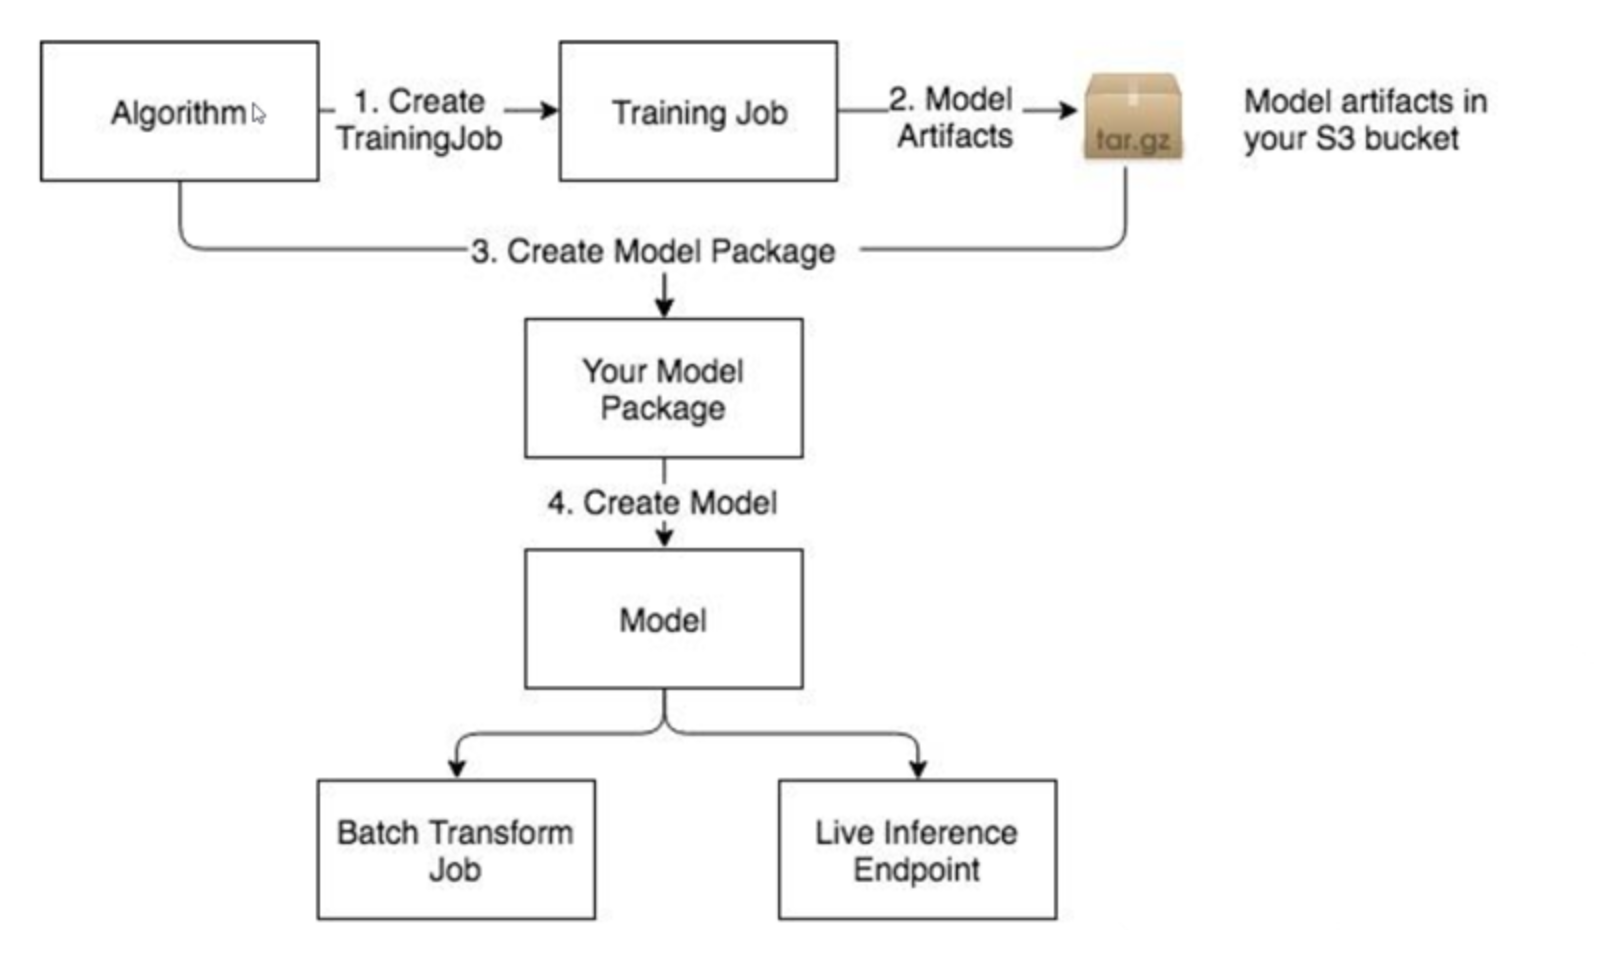 Algorithm
1. Create
TrainingJob
Training Job
2. Model
Artifacts
tar.gz
Model artifacts in
your S3 bucket
3. Create Model Package
Your Model
Package
4. Create Model
Model
Batch Transform
Job
Live Inference
Endpoint